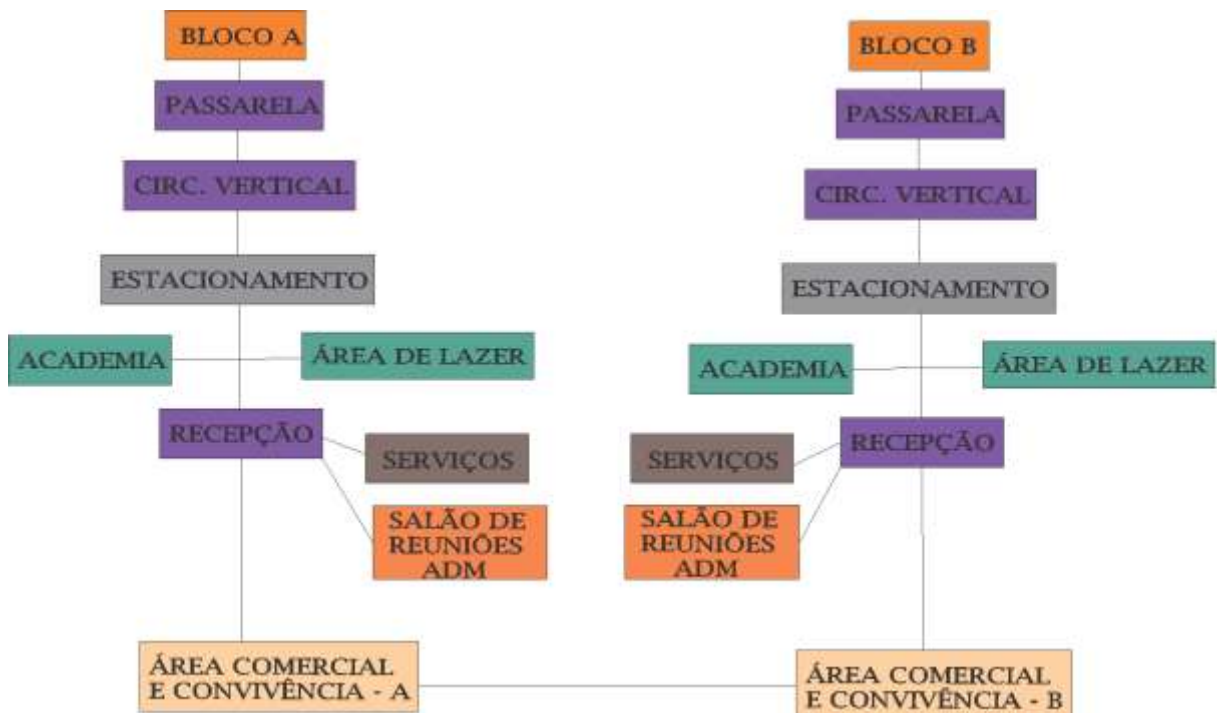 BLOCO A
PASSARELA
CIRC. VERTICAL
ESTACIONAMENTO
ACADEMIA
ÁREA DE LAZER
RECEPÇÃO
SERVIÇOS
SALÃO DE
REUNIÕES
ADM
ÁREA COMERCIAL
E CONVIVÊNCIA - A
BLOCO B
PASSARELA
CIRC. VERTICAL
ESTACIONAMENTO
ACADEMIA
ÁREA DE LAZER
RECEPÇÃO
SERVIÇOS
SALÃO DE
REUNIÕES
ADM
ÁREA COMERCIAL
E CONVIVÊNCIA - B